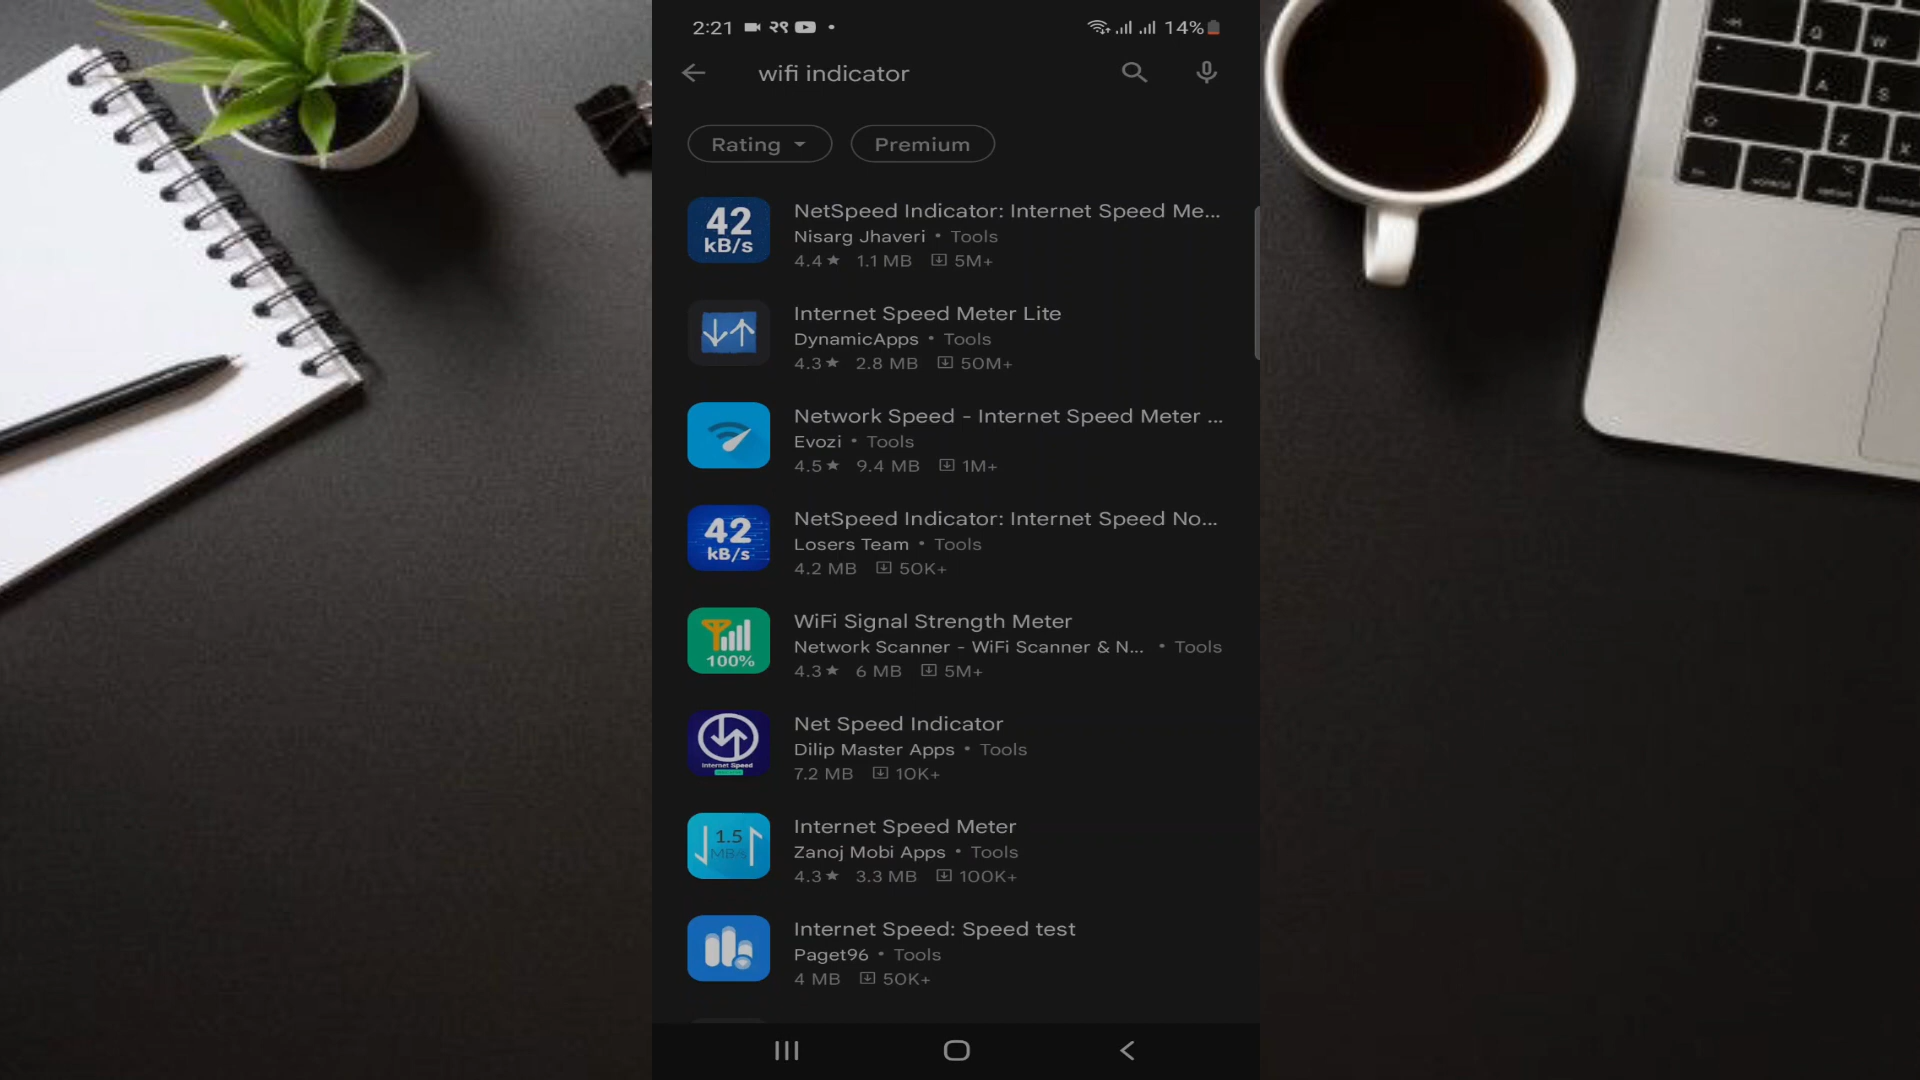 2:21 २९ 14%
wifi indicator
Rating Premium
42
kB/s
NetSpeed Indicator: Internet Speed Me...
Nisarg Jhaveri • Tools
4.4★ 1.1 MB 5M+
Internet Speed Meter Lite
DynamicApps • Tools
4.3★ 2.8 MB 50M+
Network Speed - Internet Speed Meter ...
Evozi • Tools
4.5★ 9.4 MB 1M+
42
kB/s
NetSpeed Indicator: Internet Speed No...
Losers Team • Tools
4.2 MB 50K+
100%
WiFi Signal Strength Meter
Network Scanner - WiFi Scanner & N... • Tools
4.3★ 6 MB 5M+
Internet Speed
Net Speed Indicator
Dilip Master Apps • Tools
7.2 MB 10K+
1.5
MB/s
Internet Speed Meter
Zanoj Mobi Apps • Tools
4.3★ 3.3 MB 100K+
Internet Speed: Speed test
Paget96 • Tools
4 MB 50K+